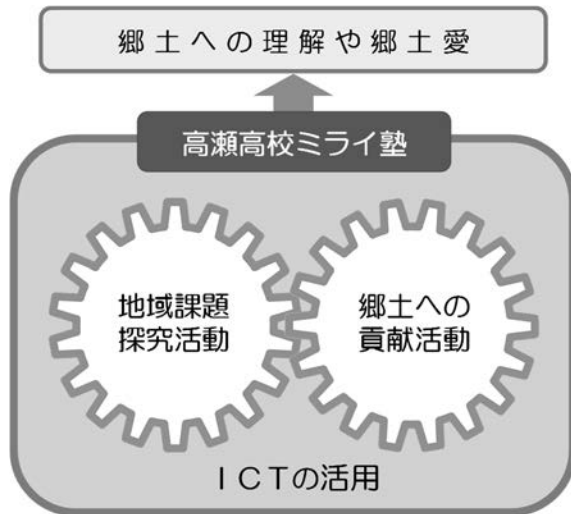 郷土への理解や郷土愛
高瀬高校ミライ塾
地域課題
探究活動
郷土への
貢献活動
ＩＣＴの活用